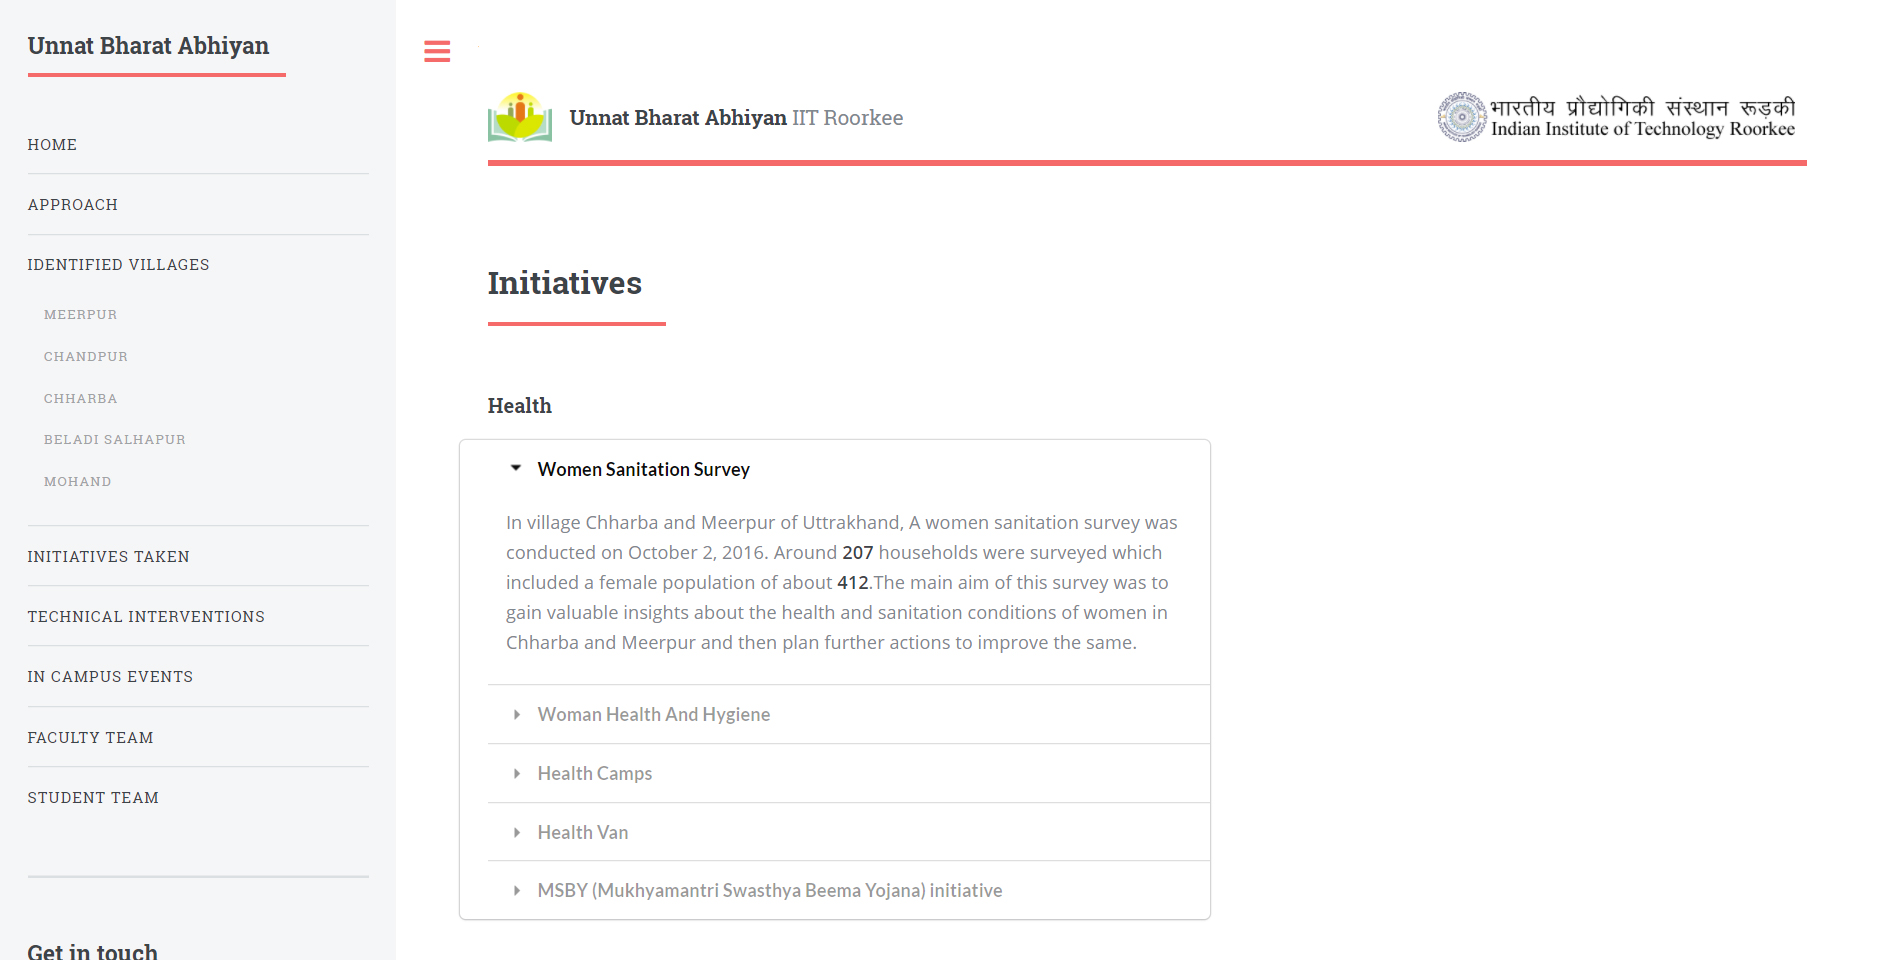 Unnat Bharat Abhiyan
HOME
APPROACH
IDENTIFIED VILLAGES
MEERPUR
CHANDPUR
CHHARBA
BELADI SALHAPUR
MOHAND
INITIATIVES TAKEN
TECHNICAL INTERVENTIONS
IN CAMPUS EVENTS
FACULTY TEAM
STUDENT TEAM
Get in touch
Unnat Bharat Abhiyan IIT Roorkee
भारतीय प्रौद्योगिकी संस्थान रूड़की
Indian Institute of Technology Roorkee
Initiatives
Health
Women Sanitation Survey
In village Chharba and Meerpur of Uttrakhand, A women sanitation survey was
conducted on October 2, 2016. Around 207 households were surveyed which
included a female population of about 412.The main aim of this survey was to
gain valuable insights about the health and sanitation conditions of women in
Chharba and Meerpur and then plan further actions to improve the same.
Woman Health And Hygiene
Health Camps
Health Van
MSBY (Mukhyamantri Swasthya Beema Yojana) initiative